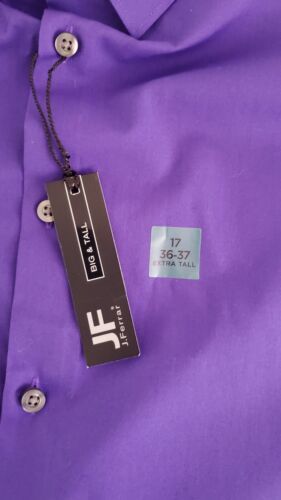 BIG & TALL
JF®
J.Ferrar
17
36-37
EXTRA TALL